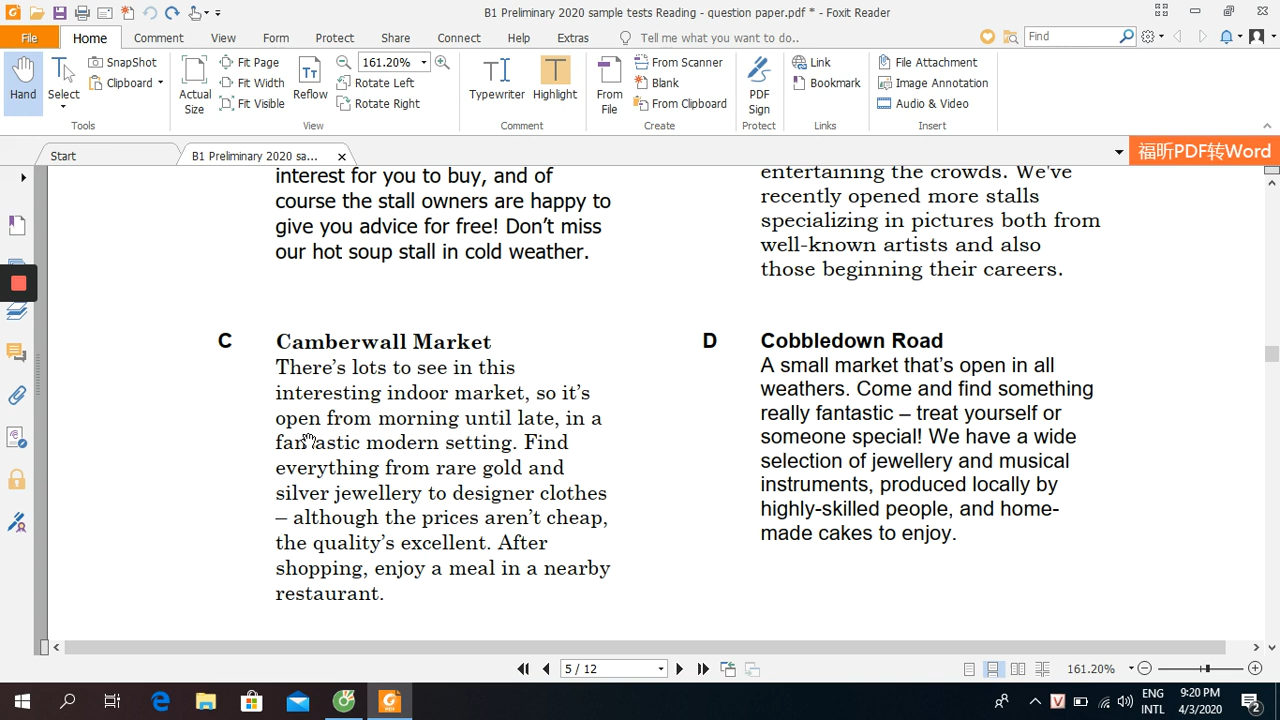 B1 Preliminary 2020 sample tests Reading - questionpaper.pdf * - Foxit Reader
File
Home
Comment
View
Form
Protect
Share
Connect
Help
Extras
Tell me what you want to do..
Find
Hand
Select
SnapShot
Clipboard
Actual
Size
Fit Page
Fit Width
Fit Visible
Reflow
161.20%
Rotate Left
Rotate Right
Typewriter
Highlight
From
File
From Scanner
Blank
From Clipboard
PDF
Sign
Link
Bookmark
File Attachment
Image Annotation
Audio & Video
Tools
View
Comment
Create
Protect
Links
Insert
Start
B1 Preliminary 2020 sa...
福昕PDF转Word
interest for you to buy, and of
course the stall owners are happy to
give you advice for free! Don't miss
our hot soup stall in cold weather.
entertaining the crowds. We've
recently opened more stalls
specializing in pictures both from
well-known artists and also
those beginning their careers.
C
Camberwall Market
There's lots to see in this
interesting indoor market, so it's
open from morning until late, in a
fantastic modern setting. Find
everything from rare gold and
silver jewellery to designer clothes
– although the prices aren't cheap,
the quality's excellent. After
shopping, enjoy a meal in a nearby
restaurant.
D
Cobbledown Road
A small market that's open in all
weathers. Come and find something
really fantastic – treat yourself or
someone special! We have a wide
selection of jewellery and musical
instruments, produced locally by
highly-skilled people, and home-
made cakes to enjoy.
5 / 12
161.20%
ENG
INTL
9:20 PM
4/3/2020
2